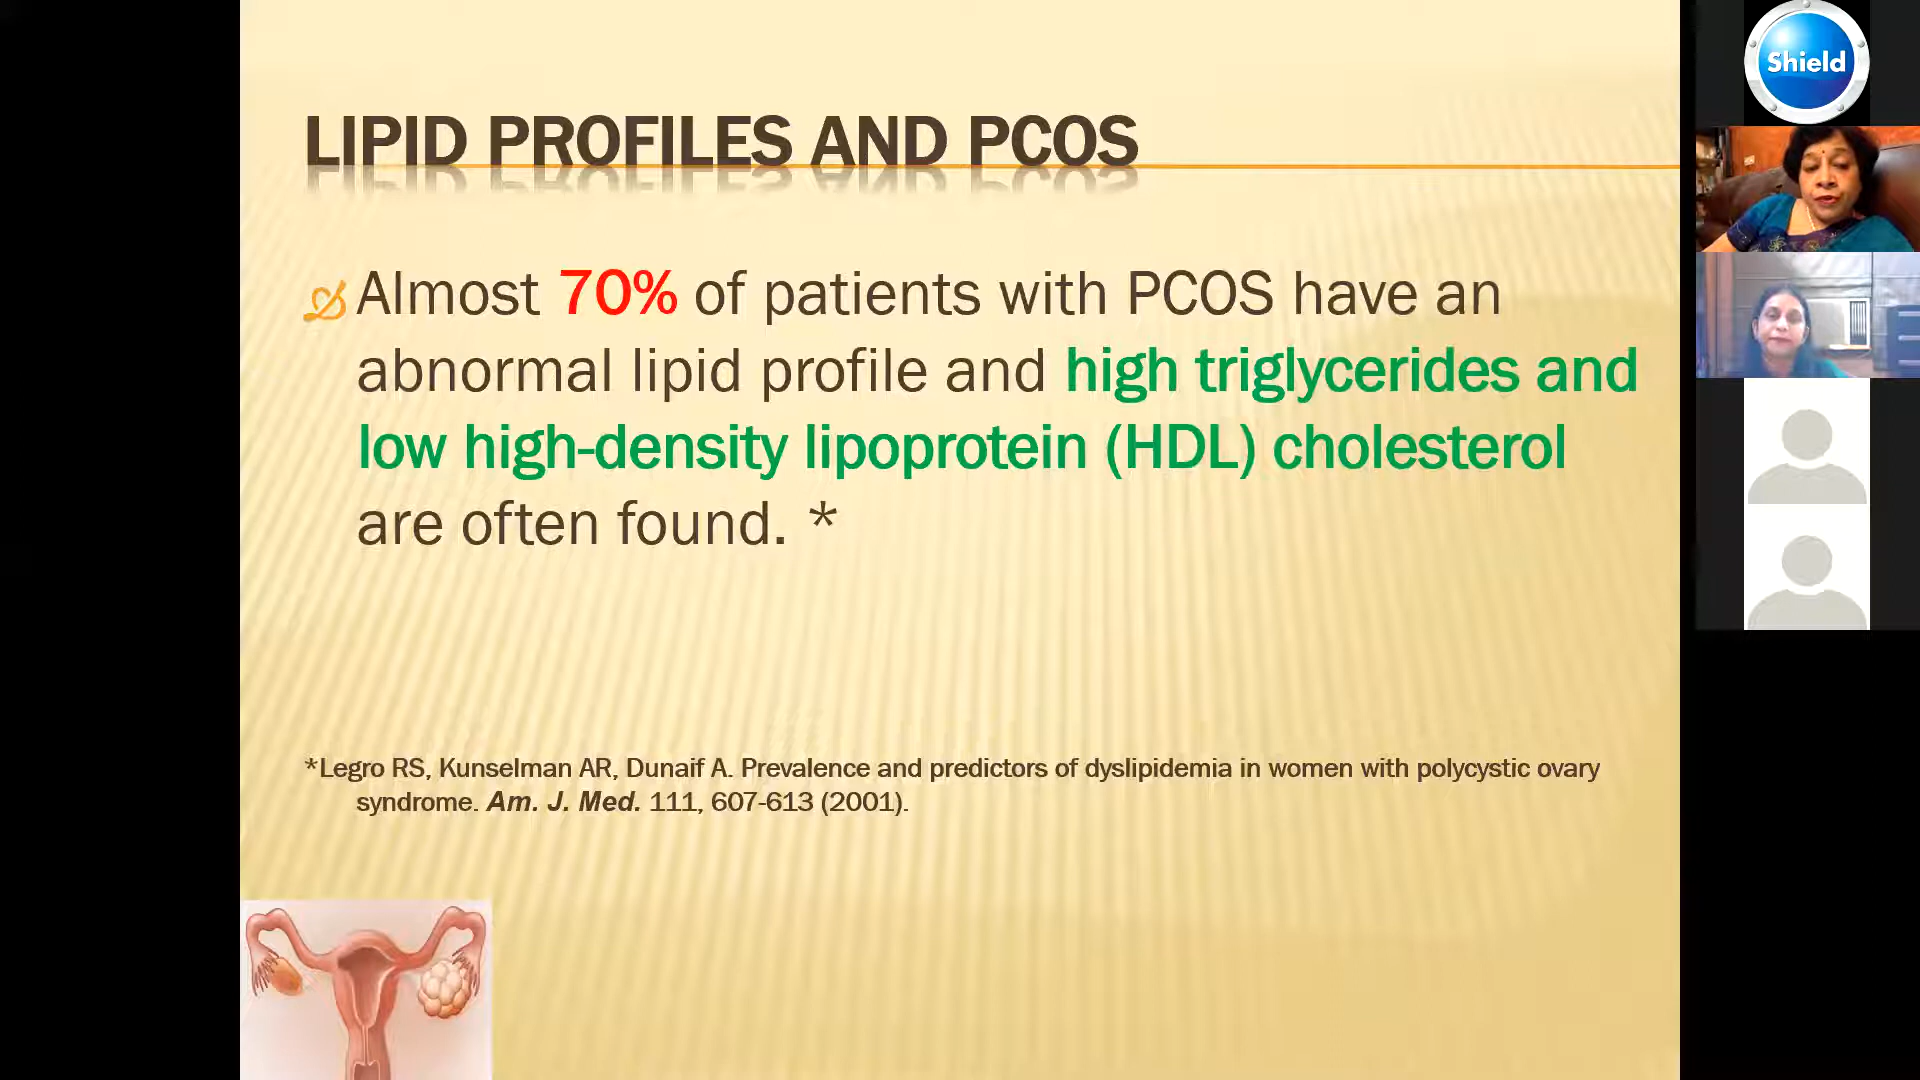 LIPID PROFILES AND PCOS
Almost 70% of patients with PCOS have an
abnormal lipid profile and high triglycerides and
low high-density lipoprotein (HDL) cholesterol
are often found. *
*Legro RS, Kunselman AR, Dunaif A. Prevalence and predictors of dyslipidemia in women with polycystic ovary
syndrome. Am. J. Med. 111, 607-613 (2001).
Shield